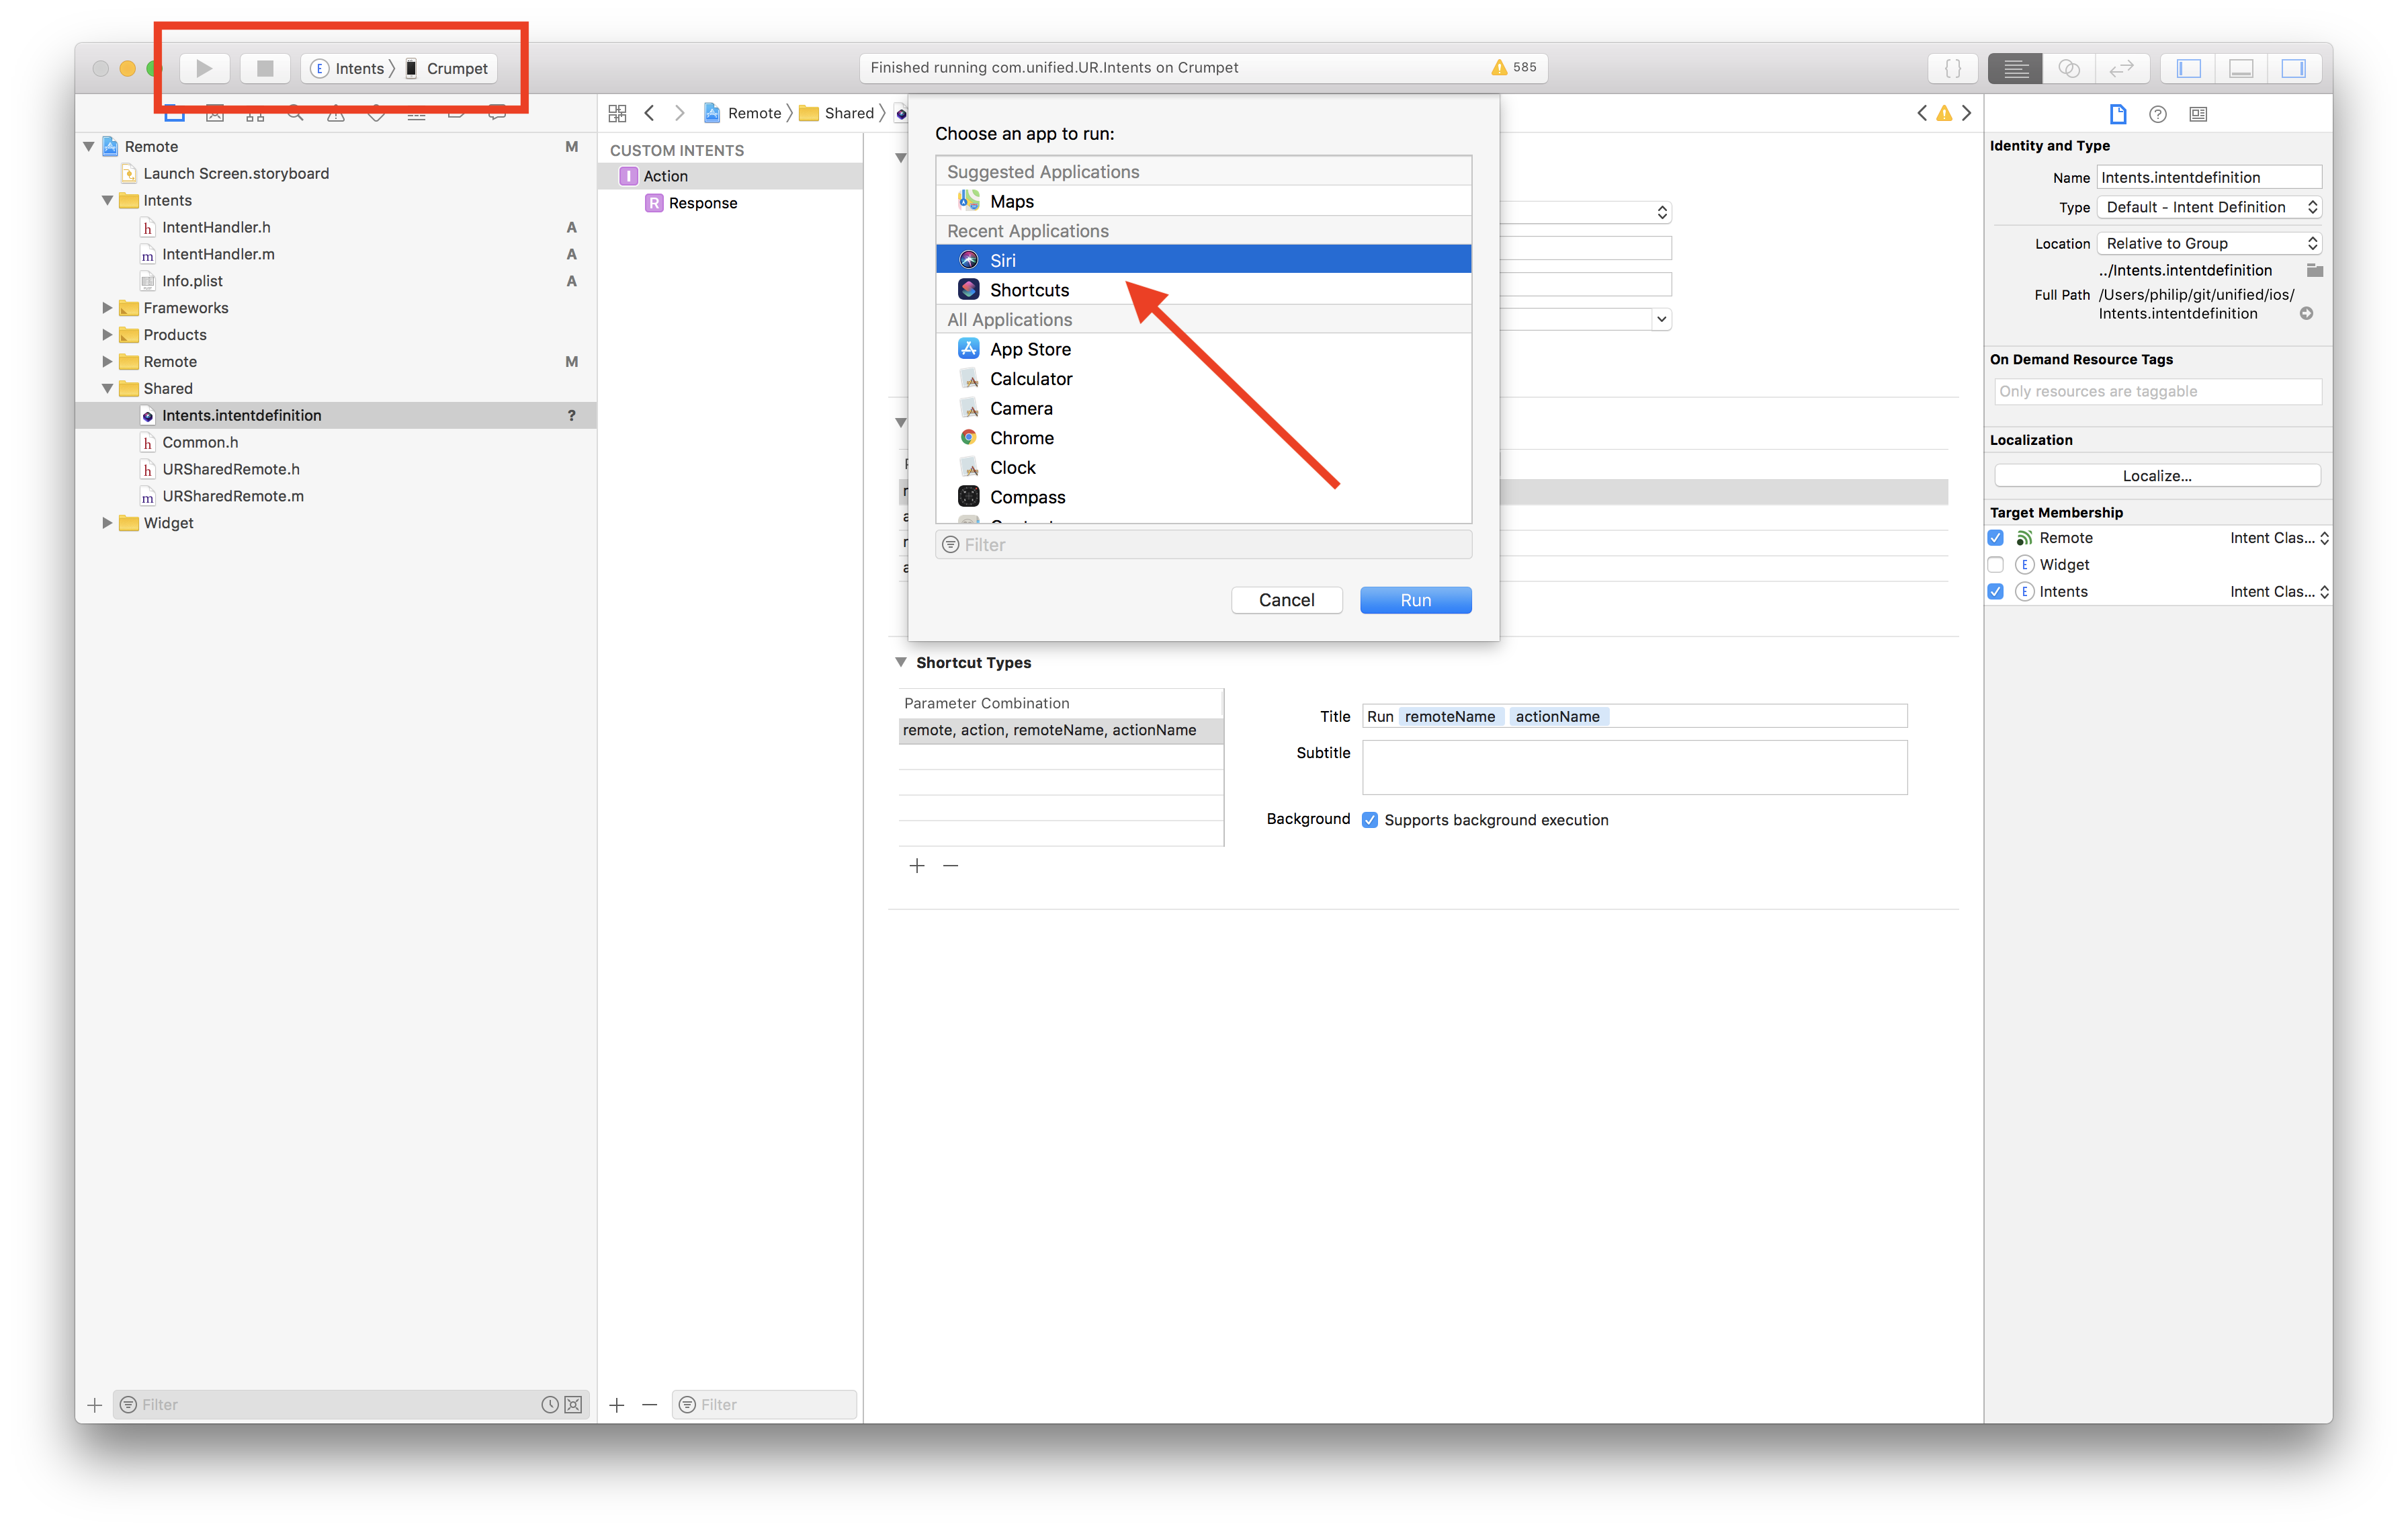 Intents
Crumpet
Finished running com.unified.UR.Intents on Crumpet
585
Remote
M
Launch Screen.storyboard
Intents
IntentHandler.h
A
IntentHandler.m
A
Info.plist
A
Frameworks
Products
Remote
M
Shared
Intents.intentdefinition
?
Common.h
URSharedRemote.h
URSharedRemote.m
Widget
Filter
Remote
Shared
CUSTOM INTENTS
I Action
R Response
Filter
Choose an app to run:
Suggested Applications
Maps
Recent Applications
Siri
Shortcuts
All Applications
App Store
Calculator
Camera
Chrome
Clock
Compass
Filter
Cancel
Run
Shortcut Types
Parameter Combination
remote, action, remoteName, actionName
Title
Run remoteName actionName
Subtitle
Background
Supports background execution
Identity and Type
Name Intents.intentdefinition
Type Default - Intent Definition
Location Relative to Group
../Intents.intentdefinition
Full Path /Users/philip/git/unified/ios/
Intents.intentdefinition
On Demand Resource Tags
Only resources are taggable
Localization
Localize...
Target Membership
Remote
Intent Clas...
E Widget
E Intents
Intent Clas...